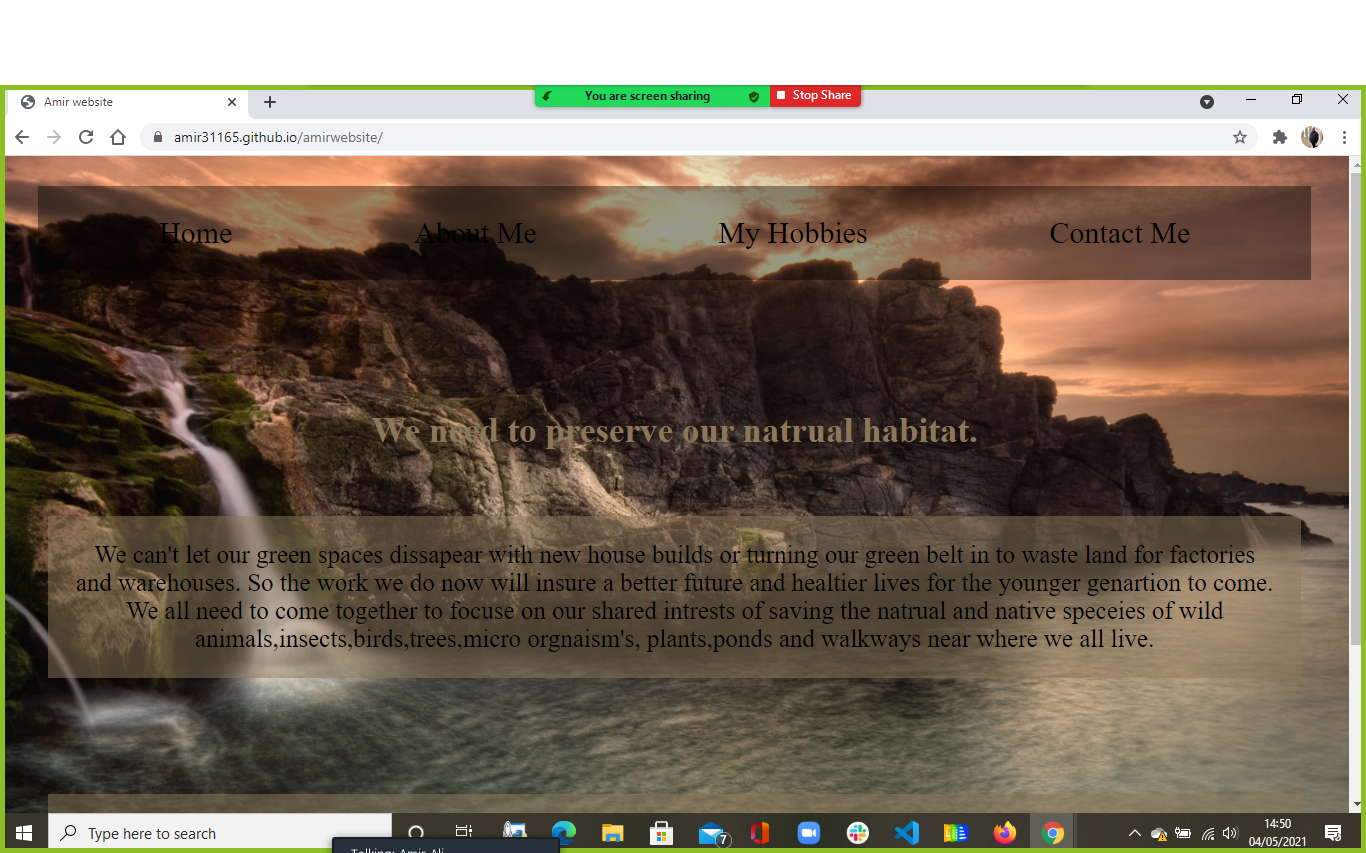 Amir website
You are screen sharing
Stop Share
amir31165.github.io/amirwebsite/
Home About Me My Hobbies Contact Me
We need to preserve our natrual habitat.
We can't let our green spaces dissapear with new house builds or turning our green belt in to waste land for factories
and warehouses. So the work we do now will insure a better future and healtier lives for the younger genartion to come.
We all need to come together to focuse on our shared intrests of saving the natrual and native speceies of wild
animals,insects,birds,trees,micro orgnaism's, plants,ponds and walkways near where we all live.
Type here to search
7
14:50
04/05/2021
Talking: Amir Ali